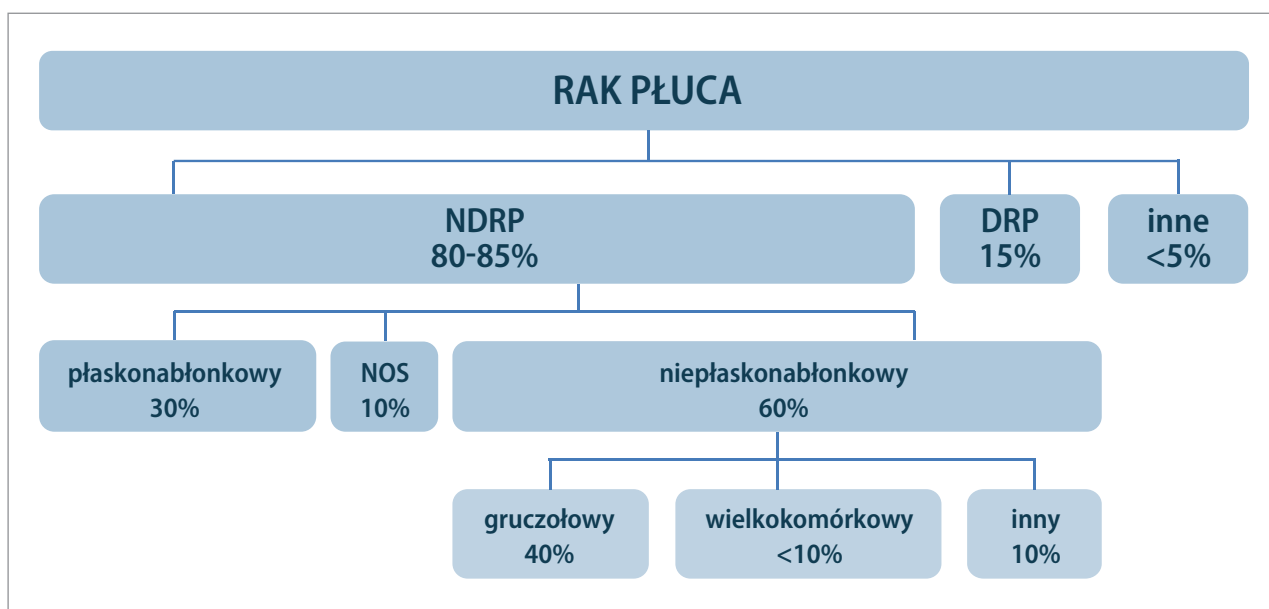 RAK PŁUCA
NDRP
80-85%
DRP
15%
inne
<5%
płaskonabłonkowy
30%
NOS
10%
niepłaskonabłonkowy
60%
gruczołowy
40%
wielkokomórkowy
<10%
inny
10%